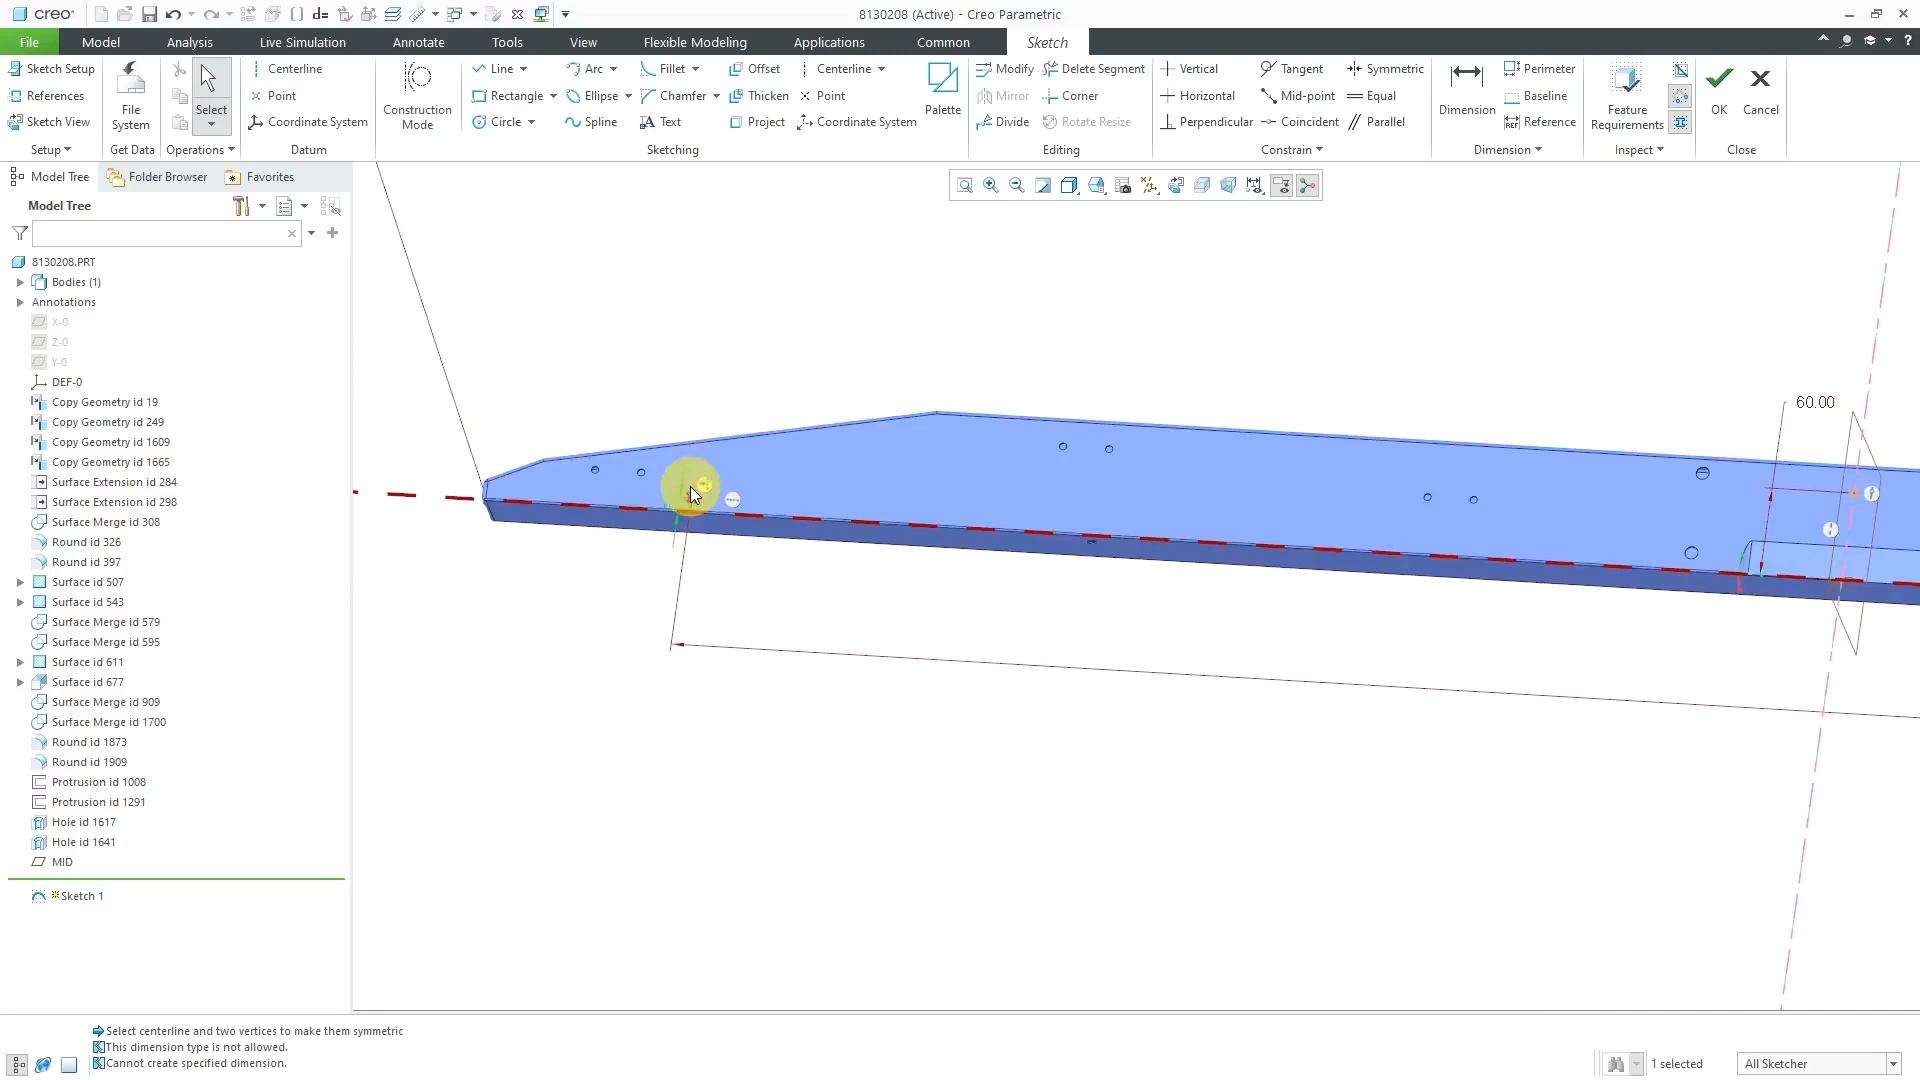 creo
8130208 (Active) - Creo Parametric
File Model Analysis Live Simulation Annotate Tools View Flexible Modeling Applications Common Sketch
Sketch Setup
References
Sketch View
Setup
File System
Get Data
Select
Operations
Centerline
Point
Coordinate System
Datum
Construction Mode
Line Arc Fillet Offset Centerline
Rectangle Ellipse Chamfer Thicken Point
Circle Spline Text Project Coordinate System
Palette
Sketching
Modify Delete Segment
Mirror Corner
Divide Rotate Resize
Editing
Vertical Tangent Symmetric
Horizontal Mid-point Equal
Perpendicular Coincident Parallel
Constrain
Dimension
Perimeter
Baseline
Reference
Dimension
Feature Requirements
Inspect
OK Cancel
Close
Model Tree Folder Browser Favorites
Model Tree
8130208.PRT
Bodies (1)
Annotations
X-0
Z-0
Y-0
DEF-0
Copy Geometry id 19
Copy Geometry id 249
Copy Geometry id 1609
Copy Geometry id 1665
Surface Extension id 284
Surface Extension id 298
Surface Merge id 308
Round id 326
Round id 397
Surface id 507
Surface id 543
Surface Merge id 579
Surface Merge id 595
Surface id 611
Surface id 677
Surface Merge id 909
Surface Merge id 1700
Round id 1873
Round id 1909
Protrusion id 1008
Protrusion id 1291
Hole id 1617
Hole id 1641
MID
Sketch 1
60.00
Select centerline and two vertices to make them symmetric
This dimension type is not allowed.
Cannot create specified dimension.
1 selected
All Sketcher